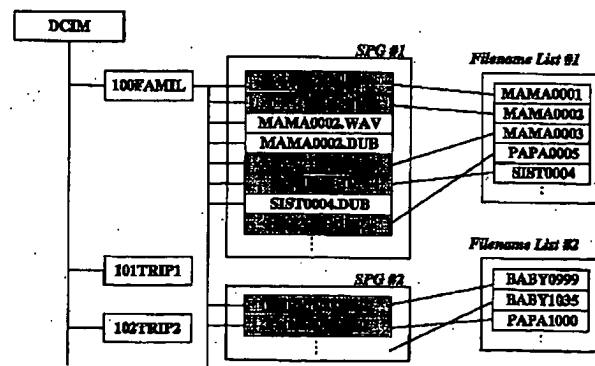 DCIM
100FAMIL
101TRIP1
102TRIP2
SPG #1
MAMA0002.WAV
MAMA0002.DUB
SIST0004.DUB
SPG #2
Filename List #1
MAMA0001
MAMA0002
MAMA0003
PAPA0005
SIST0004
Filename List #2
BABY0999
BABY1035
PAPA1000